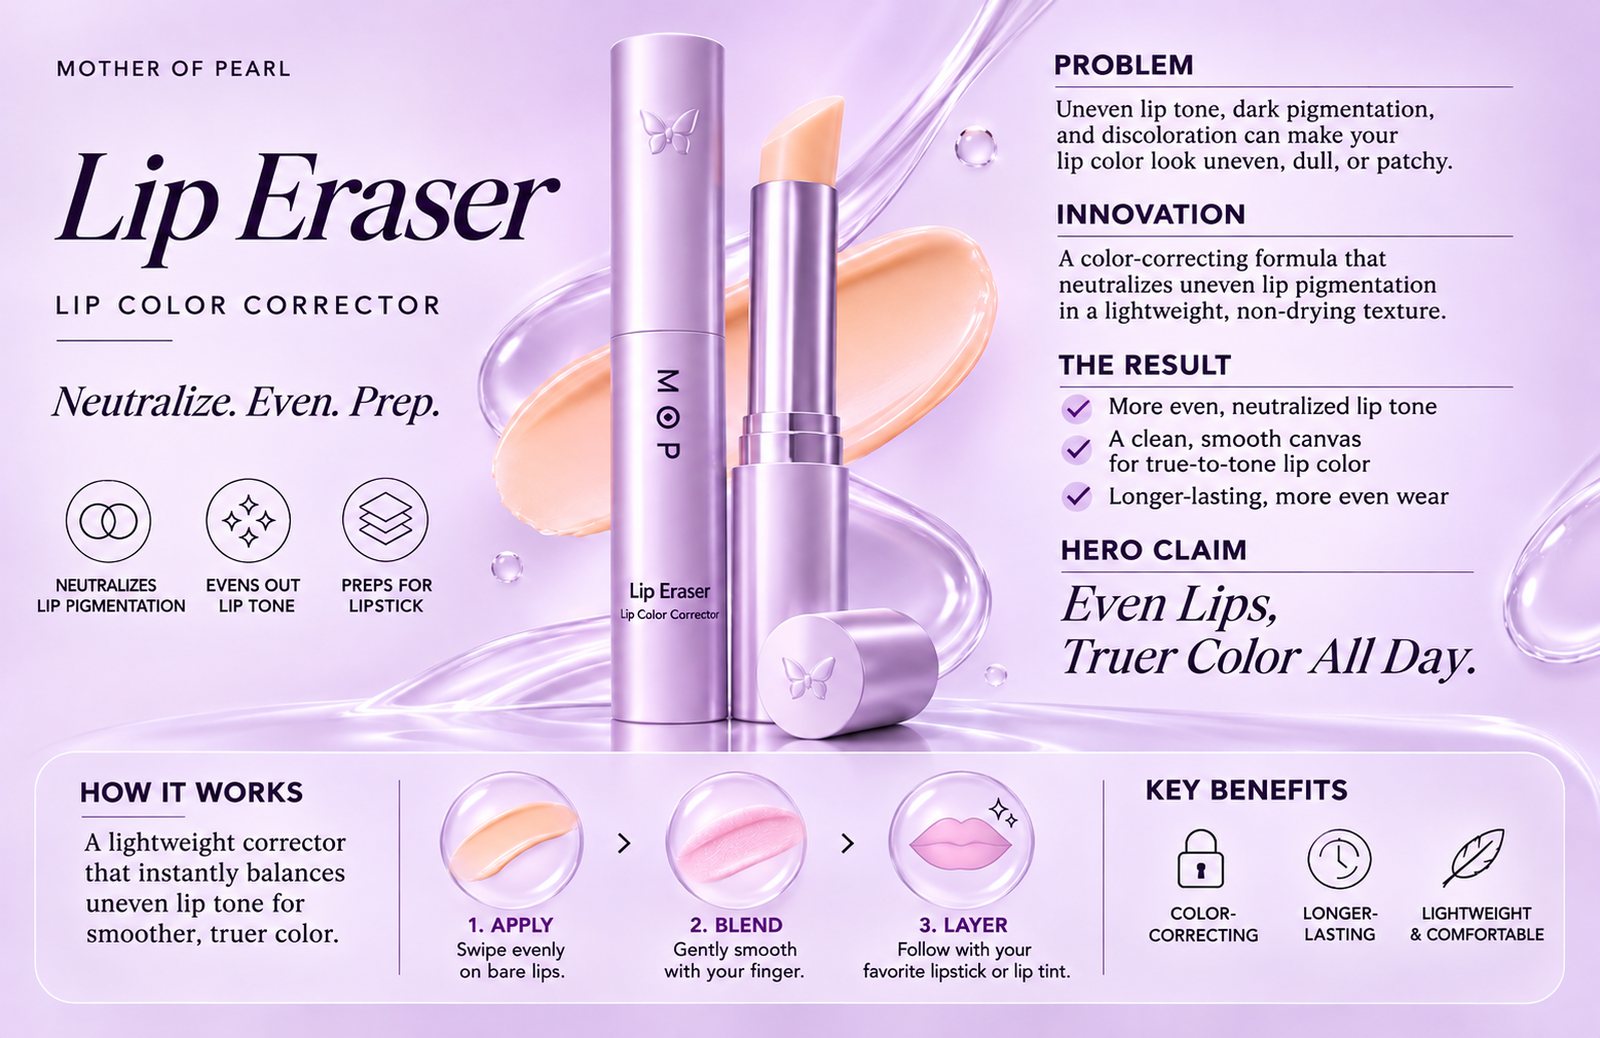 MOTHER OF PEARL
Lip Eraser
LIP COLOR CORRECTOR
Neutralize. Even. Prep.
NEUTRALIZES
LIP PIGMENTATION
EVENS OUT
LIP TONE
PREPS FOR
LIPSTICK
MOP
Lip Eraser
Lip Color Corrector
PROBLEM
Uneven lip tone, dark pigmentation,
and discoloration can make your
lip color look uneven, dull, or patchy.
INNOVATION
A color-correcting formula that
neutralizes uneven lip pigmentation
in a lightweight, non-drying texture.
THE RESULT
More even, neutralized lip tone
A clean, smooth canvas
for true-to-tone lip color
Longer-lasting, more even wear
HERO CLAIM
Even Lips,
Truer Color All Day.
HOW IT WORKS
A lightweight corrector
that instantly balances
uneven lip tone for
smoother, truer color.
1. APPLY
Swipe evenly
on bare lips.
2. BLEND
Gently smooth
with your finger.
3. LAYER
Follow with your
favorite lipstick or lip tint.
KEY BENEFITS
COLOR-
CORRECTING
LONGER-
LASTING
LIGHTWEIGHT
& COMFORTABLE